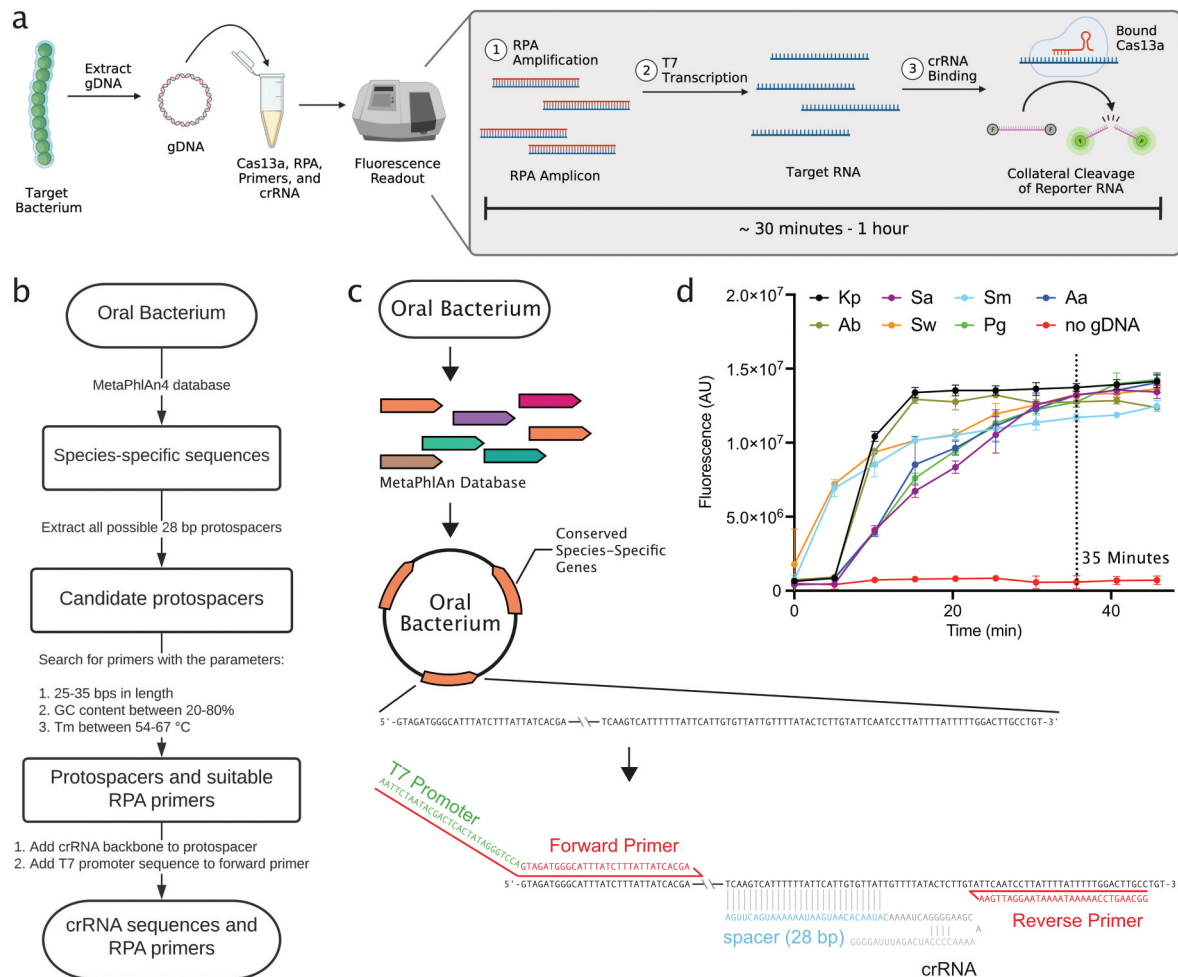 a
Target
Bacterium
Extract
gDNA
gDNA
Cas13a, RPA,
Primers, and
crRNA
Fluorescence
Readout
1 RPA
Amplification
RPA Amplicon
2 T7
Transcription
Target RNA
3 crRNA
Binding
Bound
Cas13a
F
F
F
F
Collateral Cleavage
of Reporter RNA
~ 30 minutes - 1 hour
b
Oral Bacterium
MetaPhlAn4 database
Species-specific sequences
Extract all possible 28 bp protospacers
Candidate protospacers
Search for primers with the parameters:
1. 25-35 bps in length
2. GC content between 20-80%
3. Tm between 54-67 °C
Protospacers and suitable
RPA primers
1. Add crRNA backbone to protospacer
2. Add T7 promoter sequence to forward primer
crRNA sequences and
RPA primers
c
Oral Bacterium
MetaPhlAn Database
Conserved
Species-Specific
Genes
Oral
Bacterium
5'-GTAGATGGGCATTTATCTTTATTATCACGA
TCAAGTCATTTTTTATTCATTGTGTTATTGTTTTATACTCTTGTATTCAATCCTTATTTTATTTTTGGACTTGCCTGT-3'
T7 Promoter
AATTCTAATACGACTCACTATAGGGTCCA
Forward Primer
GTAGATGGGCATTTATCTTTATTATCACGA
5'-GTAGATGGGCATTTATCTTTATTATCACGA
TCAAGTCATTTTTTATTCATTGTGTTATTGTTTTATACTCTTGTATTCAATCCTTATTTTATTTTTGGACTTGCCTGT-3
AAGTTAGGAATAAAATAAAAACCTGAACGG
Reverse Primer
AGUUCAGUAAAAAAUAAGUAACACAAUACAAAAUCAGGGGAAGC
A
GGGGAUUUAGACUACCCCAAAA
spacer (28 bp)
crRNA
d
Kp
Sa
Sm
Aa
Ab
Sw
Pg
no gDNA
Fluorescence (AU)
2.0×10⁷
1.5×10⁷
1.0×10⁷
5.0×10⁶
0
35 Minutes
0
20
40
Time (min)